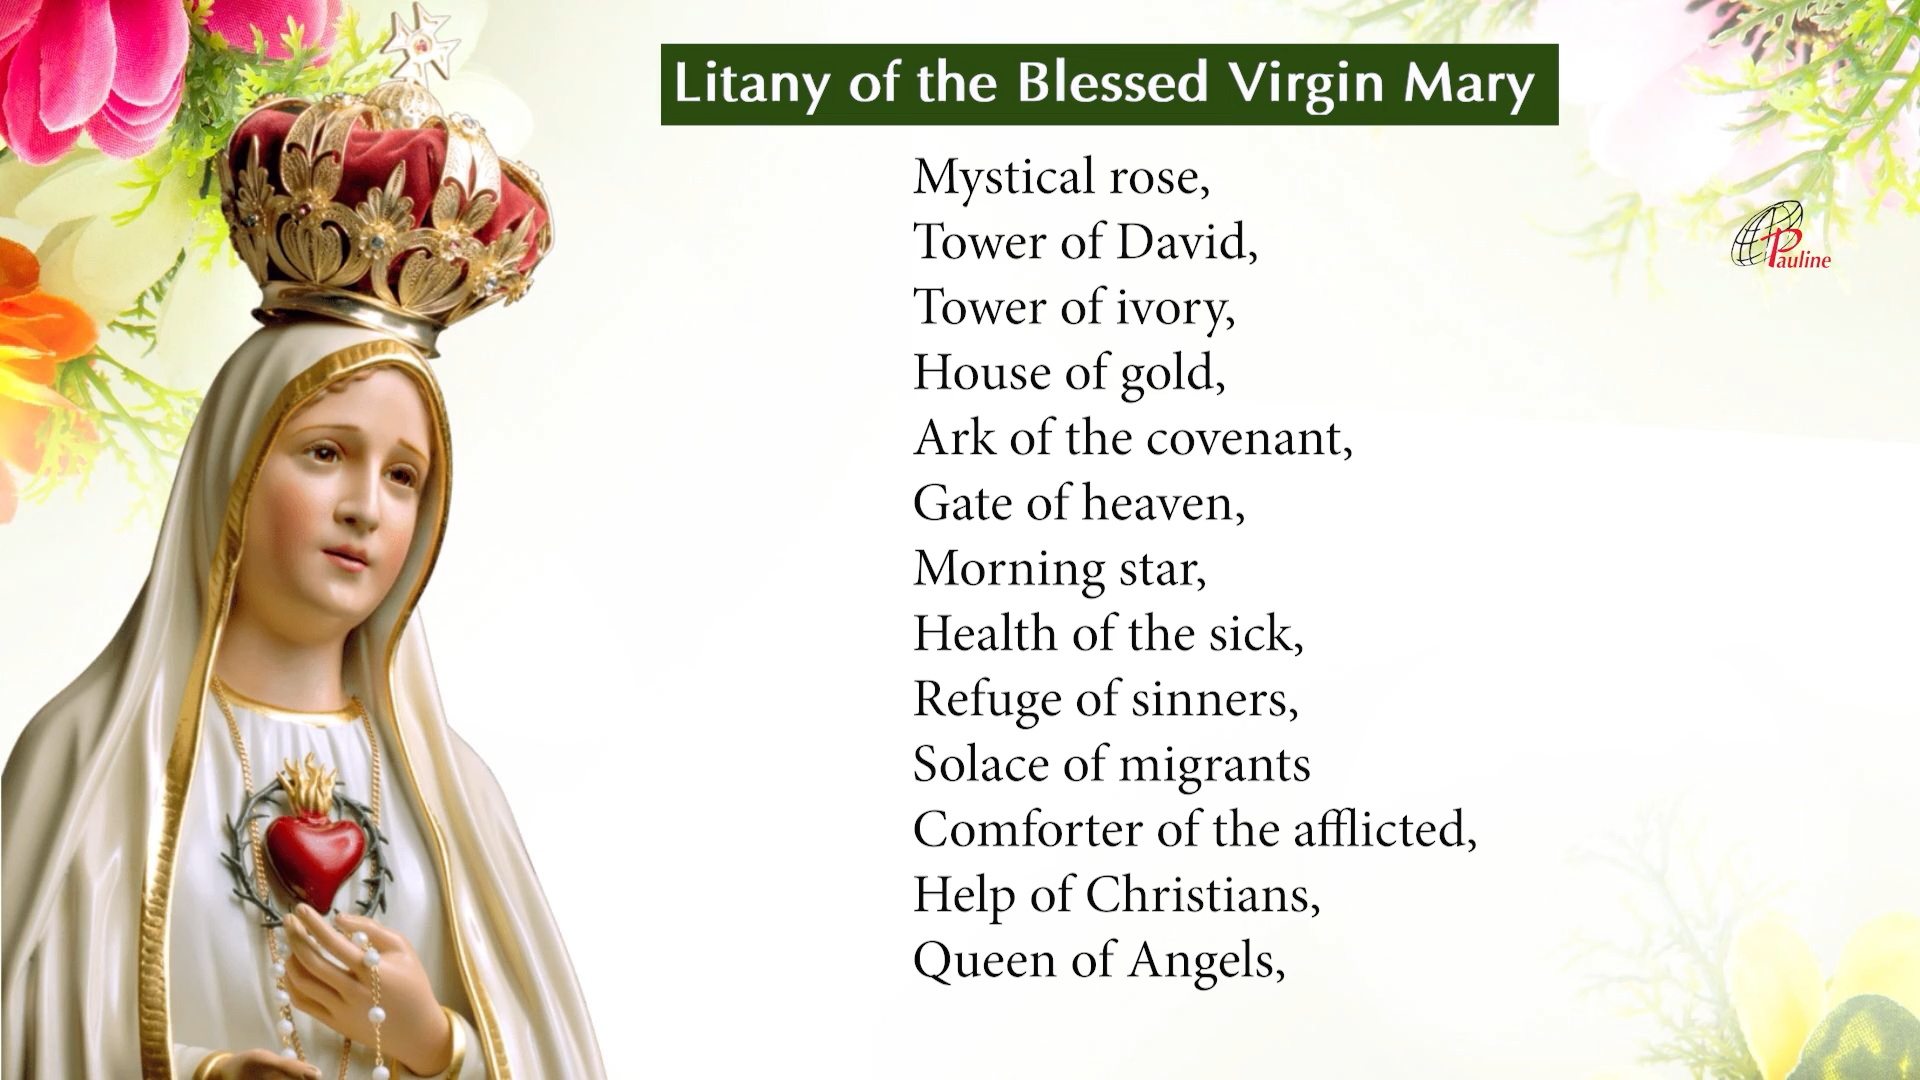 Litany of the Blessed Virgin Mary
Mystical rose,
Tower of David,
Tower of ivory,
House of gold,
Ark of the covenant,
Gate of heaven,
Morning star,
Health of the sick,
Refuge of sinners,
Solace of migrants
Comforter of the afflicted,
Help of Christians,
Queen of Angels,
Pauline